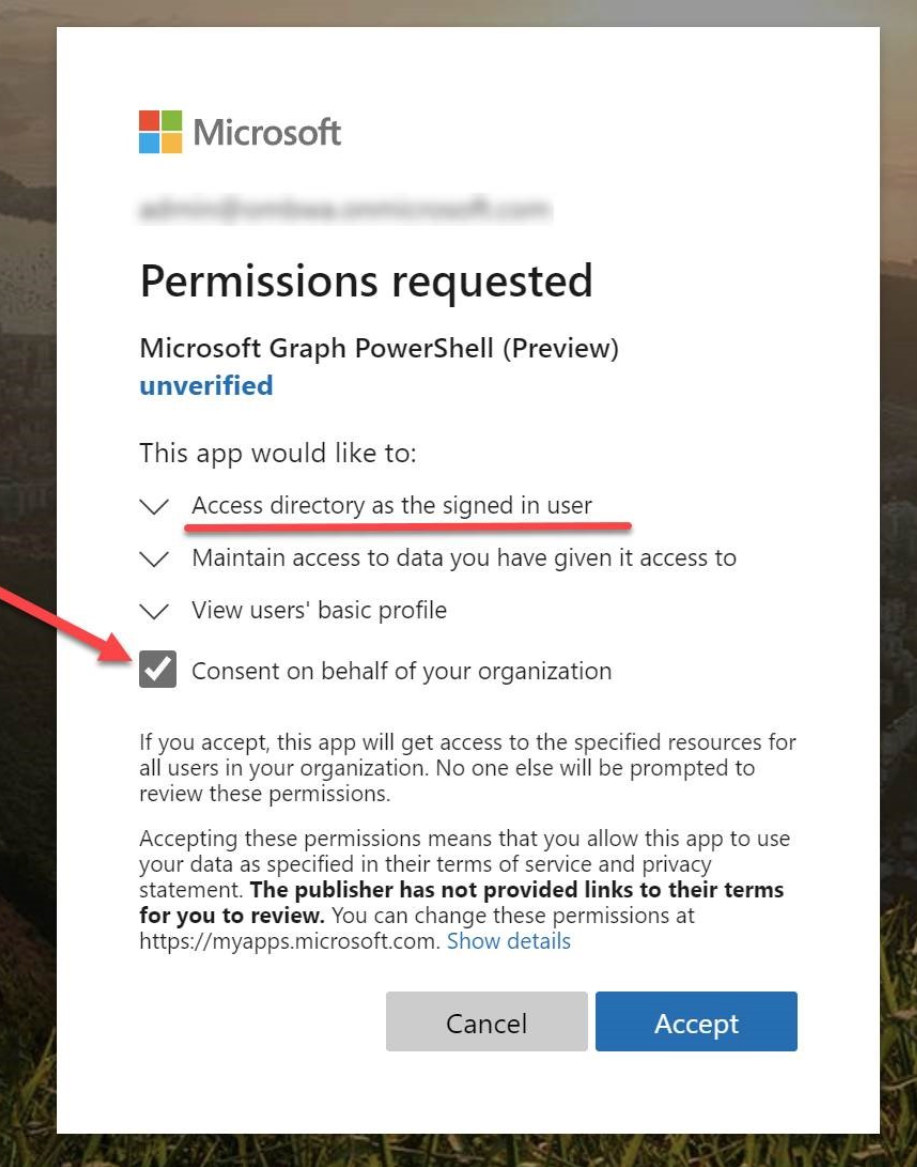 Microsoft
Permissions requested
Microsoft Graph PowerShell (Preview)
unverified
This app would like to:
Access directory as the signed in user
Maintain access to data you have given it access to
View users' basic profile
Consent on behalf of your organization
If you accept, this app will get access to the specified resources for
all users in your organization. No one else will be prompted to
review these permissions.
Accepting these permissions means that you allow this app to use
your data as specified in their terms of service and privacy
statement. The publisher has not provided links to their terms
for you to review. You can change these permissions at
https://myapps.microsoft.com. Show details
Cancel
Accept